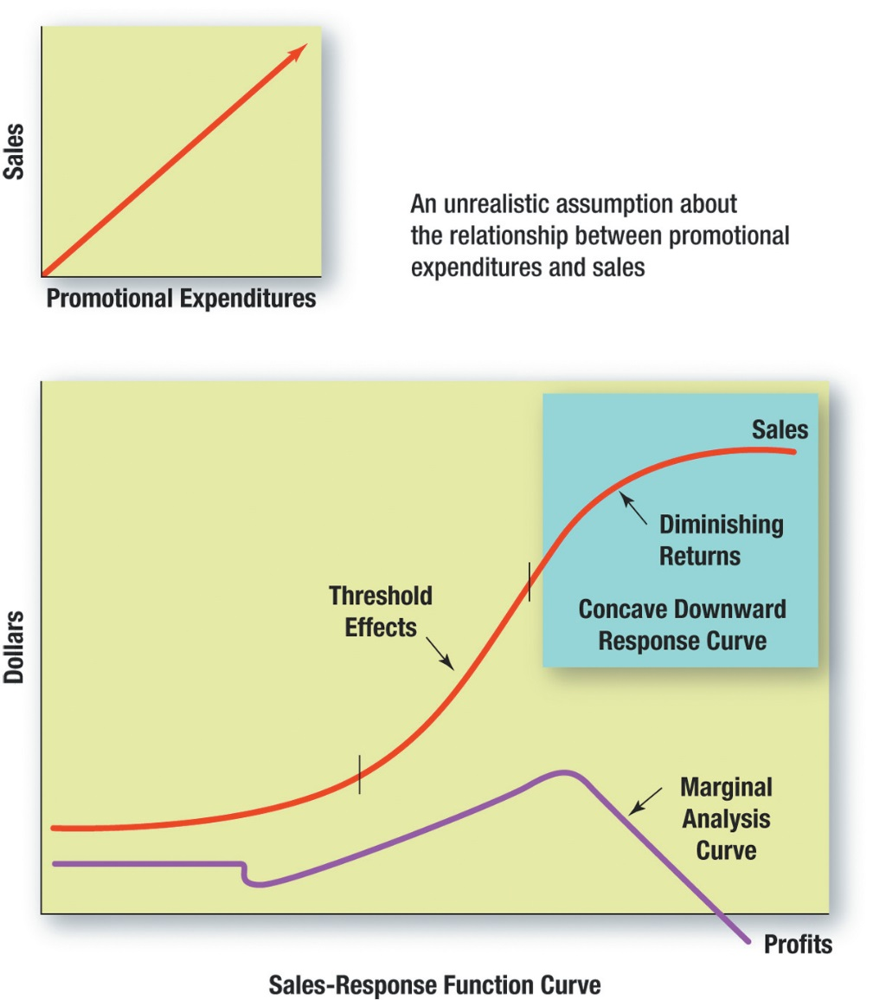 Sales
Promotional Expenditures
An unrealistic assumption about
the relationship between promotional
expenditures and sales
Dollars
Sales
Diminishing
Returns
Concave Downward
Response Curve
Threshold
Effects
Marginal
Analysis
Curve
Profits
Sales-Response Function Curve